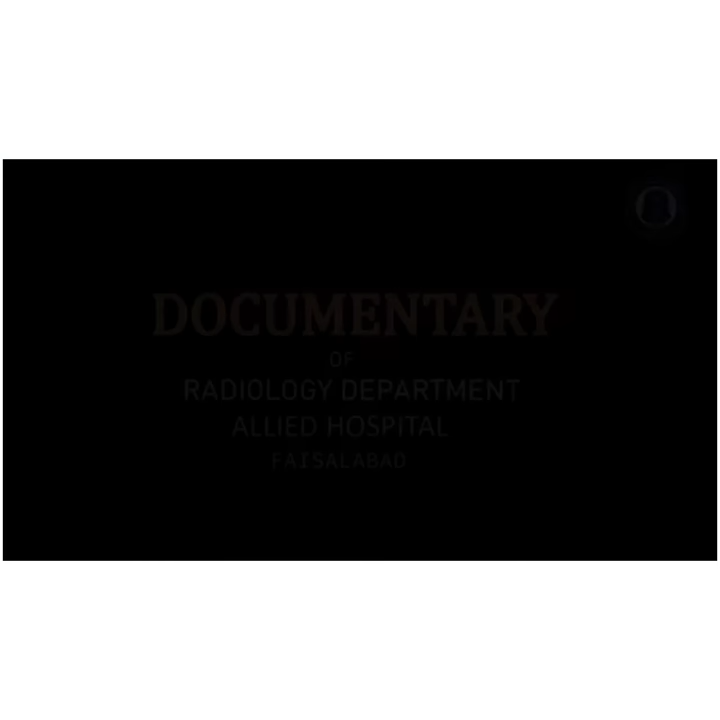 DOCUMENTARY
OF
RADIOLOGY DEPARTMENT
ALLIED HOSPITAL
FAISALABAD